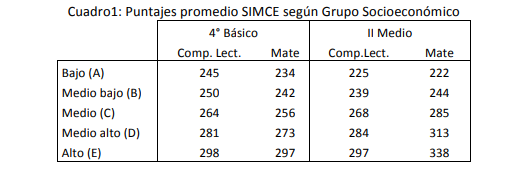 Cuadro1: Puntajes promedio SIMCE según Grupo Socioeconómico
4° Básico II Medio
Comp. Lect. Mate Comp.Lect. Mate
Bajo (A) 245 234 225 222
Medio bajo (B) 250 242 239 244
Medio (C) 264 256 268 285
Medio alto (D) 281 273 284 313
Alto (E) 298 297 297 338